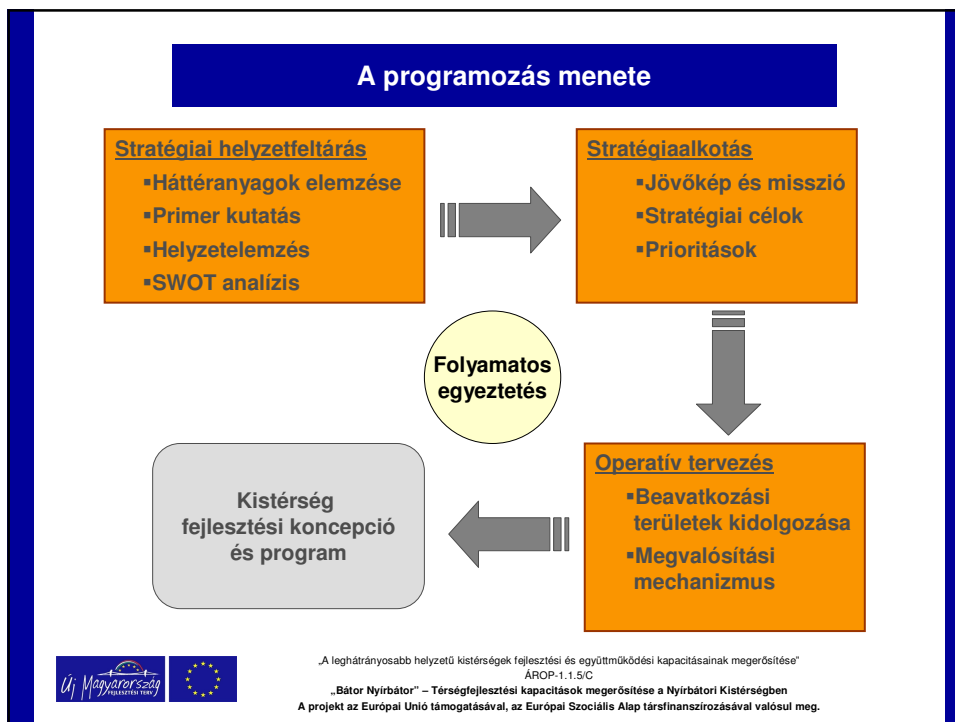 A programozás menete
Stratégiai helyzetfeltárás
▪Háttéranyagok elemzése
▪Primer kutatás
▪Helyzetelemzés
▪SWOT analízis
Stratégiaalkotás
▪Jövőkép és misszió
▪Stratégiai célok
▪Prioritások
Folyamatos
egyeztetés
Operatív tervezés
▪Beavatkozási
területek kidolgozása
▪Megvalósítási
mechanizmus
Kistérség
fejlesztési koncepció
és program
Új Magyarország
FEJLESZTÉSI TERV
„A leghátrányosabb helyzetű kistérségek fejlesztési és együttműködési kapacitásainak megerősítése”
ÁROP-1.1.5/C
„Bátor Nyírbátor” – Térségfejlesztési kapacitások megerősítése a Nyírbátori Kistérségben
A projekt az Európai Unió támogatásával, az Európai Szociális Alap társfinanszírozásával valósul meg.